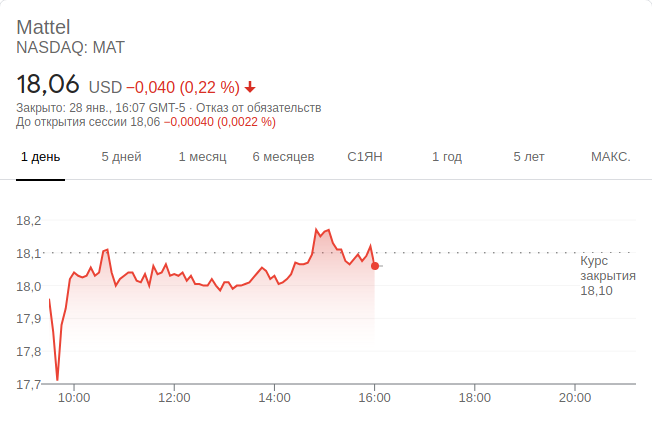 Mattel
NASDAQ: MAT
18,06 USD −0,040 (0,22 %)
Закрыто: 28 янв., 16:07 GMT-5 · Отказ от обязательств
До открытия сессии 18,06 −0,00040 (0,0022 %)
1 день 5 дней 1 месяц 6 месяцев С1ЯН 1 год 5 лет МАКС.
18,2
18,1
18,0
17,9
17,8
17,7
Курс
закрытия
18,10
10:00 12:00 14:00 16:00 18:00 20:00